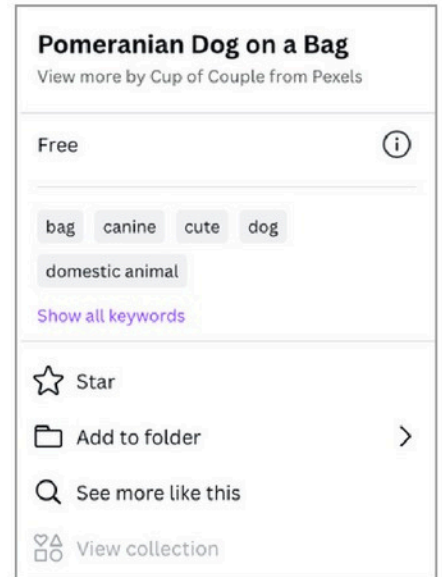 Pomeranian Dog on a Bag
View more by Cup of Couple from Pexels
Free
bag canine cute dog
domestic animal
Show all keywords
Star
Add to folder
See more like this
View collection